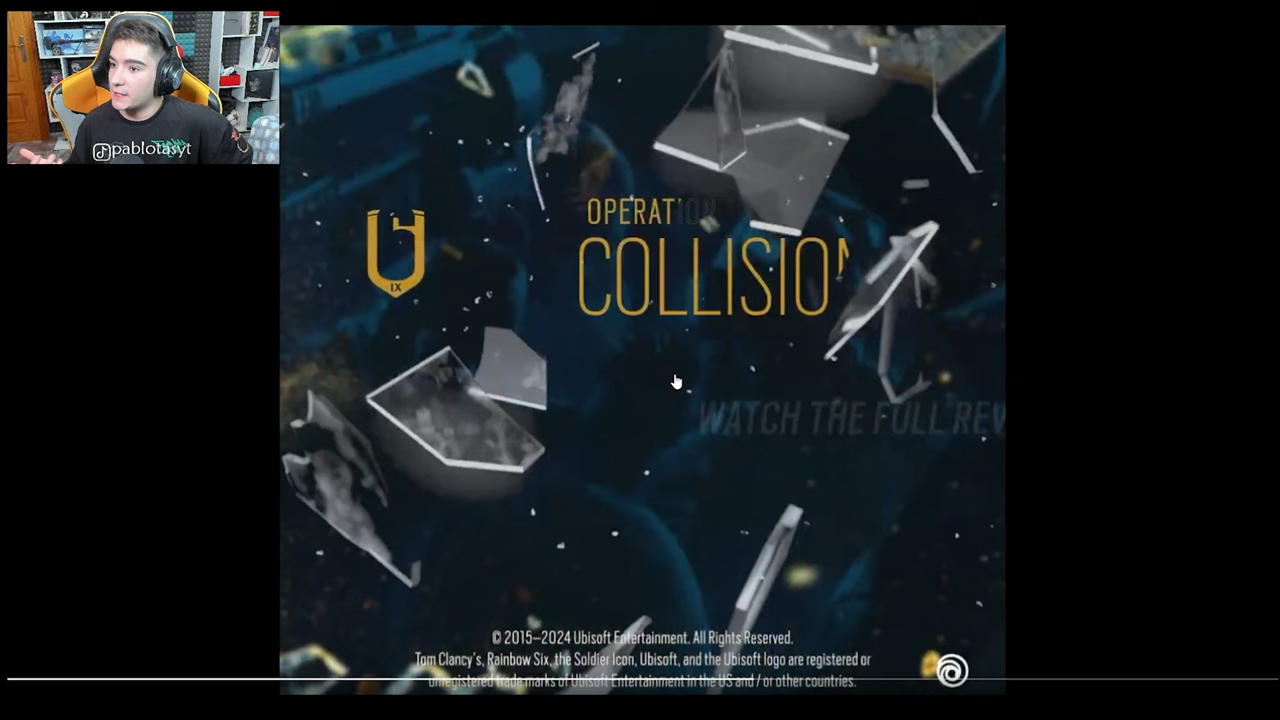 pablotasyt
OPERATION
COLLISION
IX
WATCH THE FULL REV
© 2015–2024 Ubisoft Entertainment. All Rights Reserved.
Tom Clancy's, Rainbow Six, the Soldier Icon, Ubisoft, and the Ubisoft logo are registered or
unregistered trademarks of Ubisoft Entertainment in the US and / or other countries.